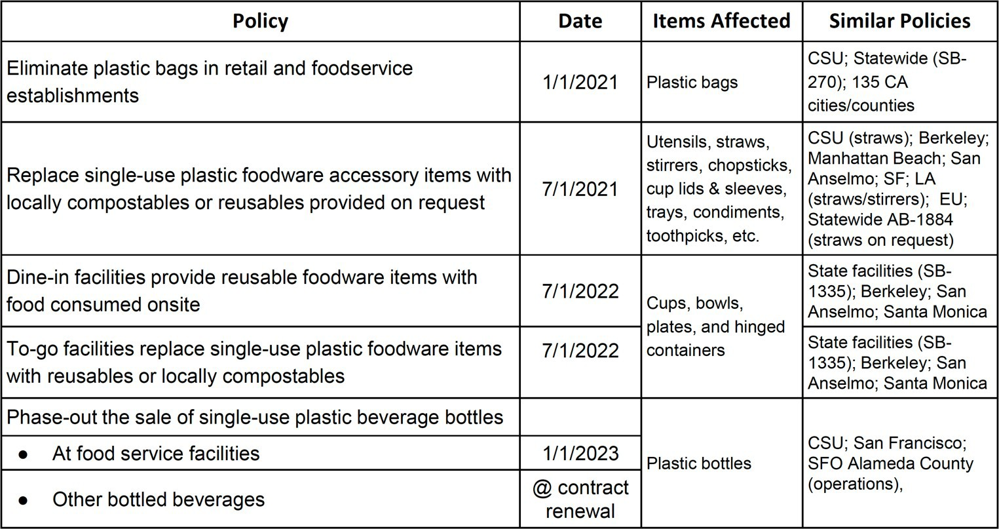 Policy
Date
Items Affected
Similar Policies
Eliminate plastic bags in retail and foodservice
establishments
1/1/2021
Plastic bags
CSU; Statewide (SB-
270); 135 CA
cities/counties
Replace single-use plastic foodware accessory items with
locally compostables or reusables provided on request
7/1/2021
Utensils, straws,
stirrers, chopsticks,
cup lids & sleeves,
trays, condiments,
toothpicks, etc.
CSU (straws); Berkeley;
Manhattan Beach; San
Anselmo; SF; LA
(straws/stirrers);  EU;
Statewide AB-1884
(straws on request)
Dine-in facilities provide reusable foodware items with
food consumed onsite
7/1/2022
Cups, bowls,
plates, and hinged
containers
State facilities (SB-
1335); Berkeley; San
Anselmo; Santa Monica
To-go facilities replace single-use plastic foodware items
with reusables or locally compostables
7/1/2022
State facilities (SB-
1335); Berkeley; San
Anselmo; Santa Monica
Phase-out the sale of single-use plastic beverage bottles
● At food service facilities
1/1/2023
Plastic bottles
CSU; San Francisco;
SFO Alameda County
(operations),
● Other bottled beverages
@ contract
renewal